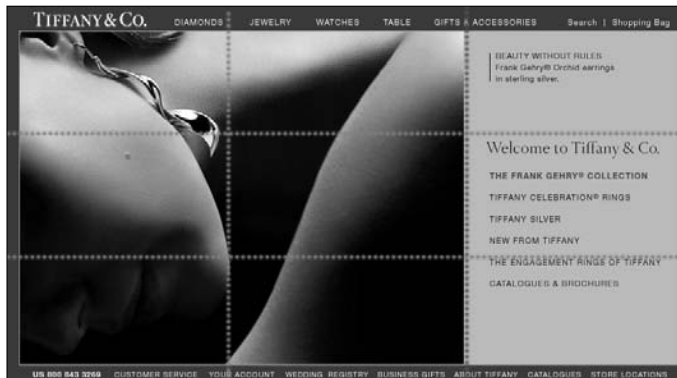 TIFFANY & CO.
DIAMONDS JEWELRY WATCHES TABLE GIFTS & ACCESSORIES Search | Shopping Bag
BEAUTY WITHOUT RULES
Frank Gehry® Orchid earrings
in sterling silver.
Welcome to Tiffany & Co.
THE FRANK GEHRY® COLLECTION
TIFFANY CELEBRATION® RINGS
TIFFANY SILVER
NEW FROM TIFFANY
THE ENGAGEMENT RINGS OF TIFFANY
CATALOGUES & BROCHURES
US 800 843 3269 CUSTOMER SERVICE YOUR ACCOUNT WEDDING REGISTRY BUSINESS GIFTS ABOUT TIFFANY CATALOGUES STORE LOCATIONS